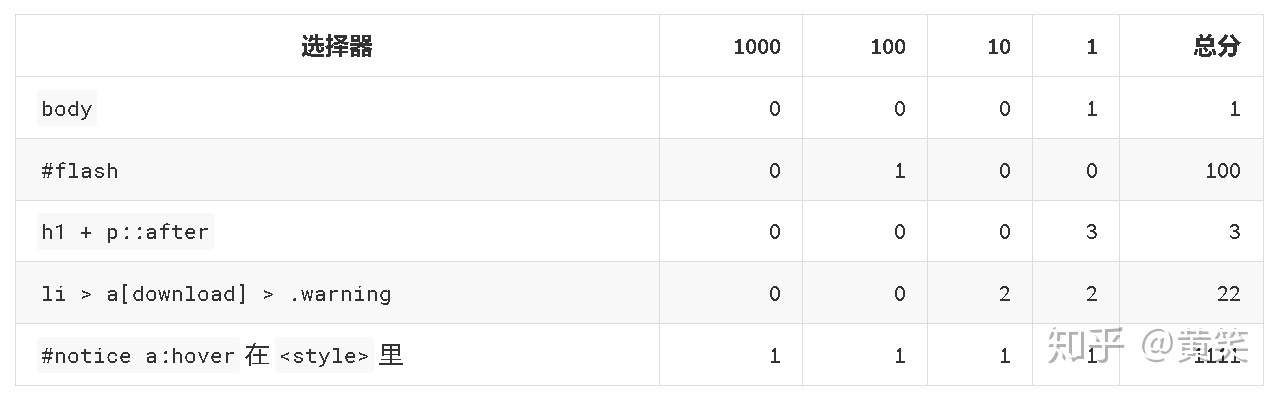 选择器 1000 100 10 1 总分
body 0 0 0 1 1
#flash 0 1 0 0 100
h1 + p::after 0 0 0 3 3
li > a[download] > .warning 0 0 2 2 22
#notice a:hover 在 <style> 里 1 1 1 1 1111
知乎 @黄笑